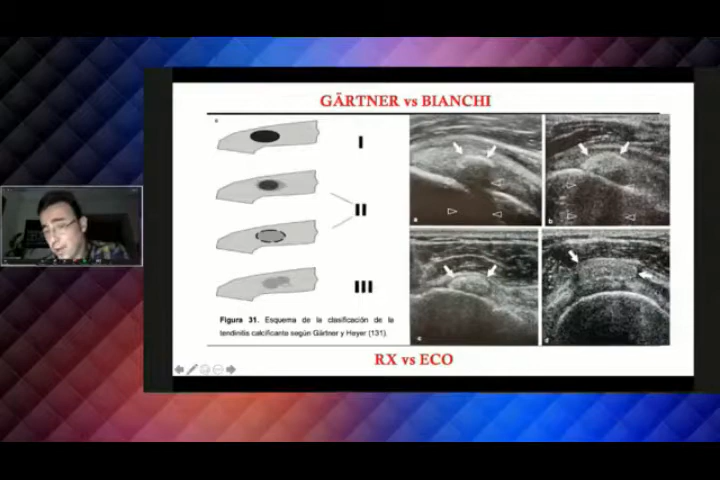 GÄRTNER vs BIANCHI
c
I
II
III
a
b
c
d
Figura 31. Esquema de la clasificación de la
tendinitis calcificante según Gärtner y Heyer (131).
RX vs ECO